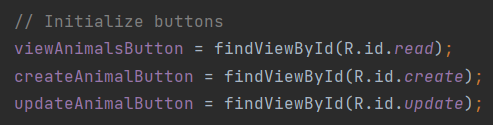 // Initialize buttons
viewAnimalsButton = findViewById(R.id.read);
createAnimalButton = findViewById(R.id.create);
updateAnimalButton = findViewById(R.id.update);